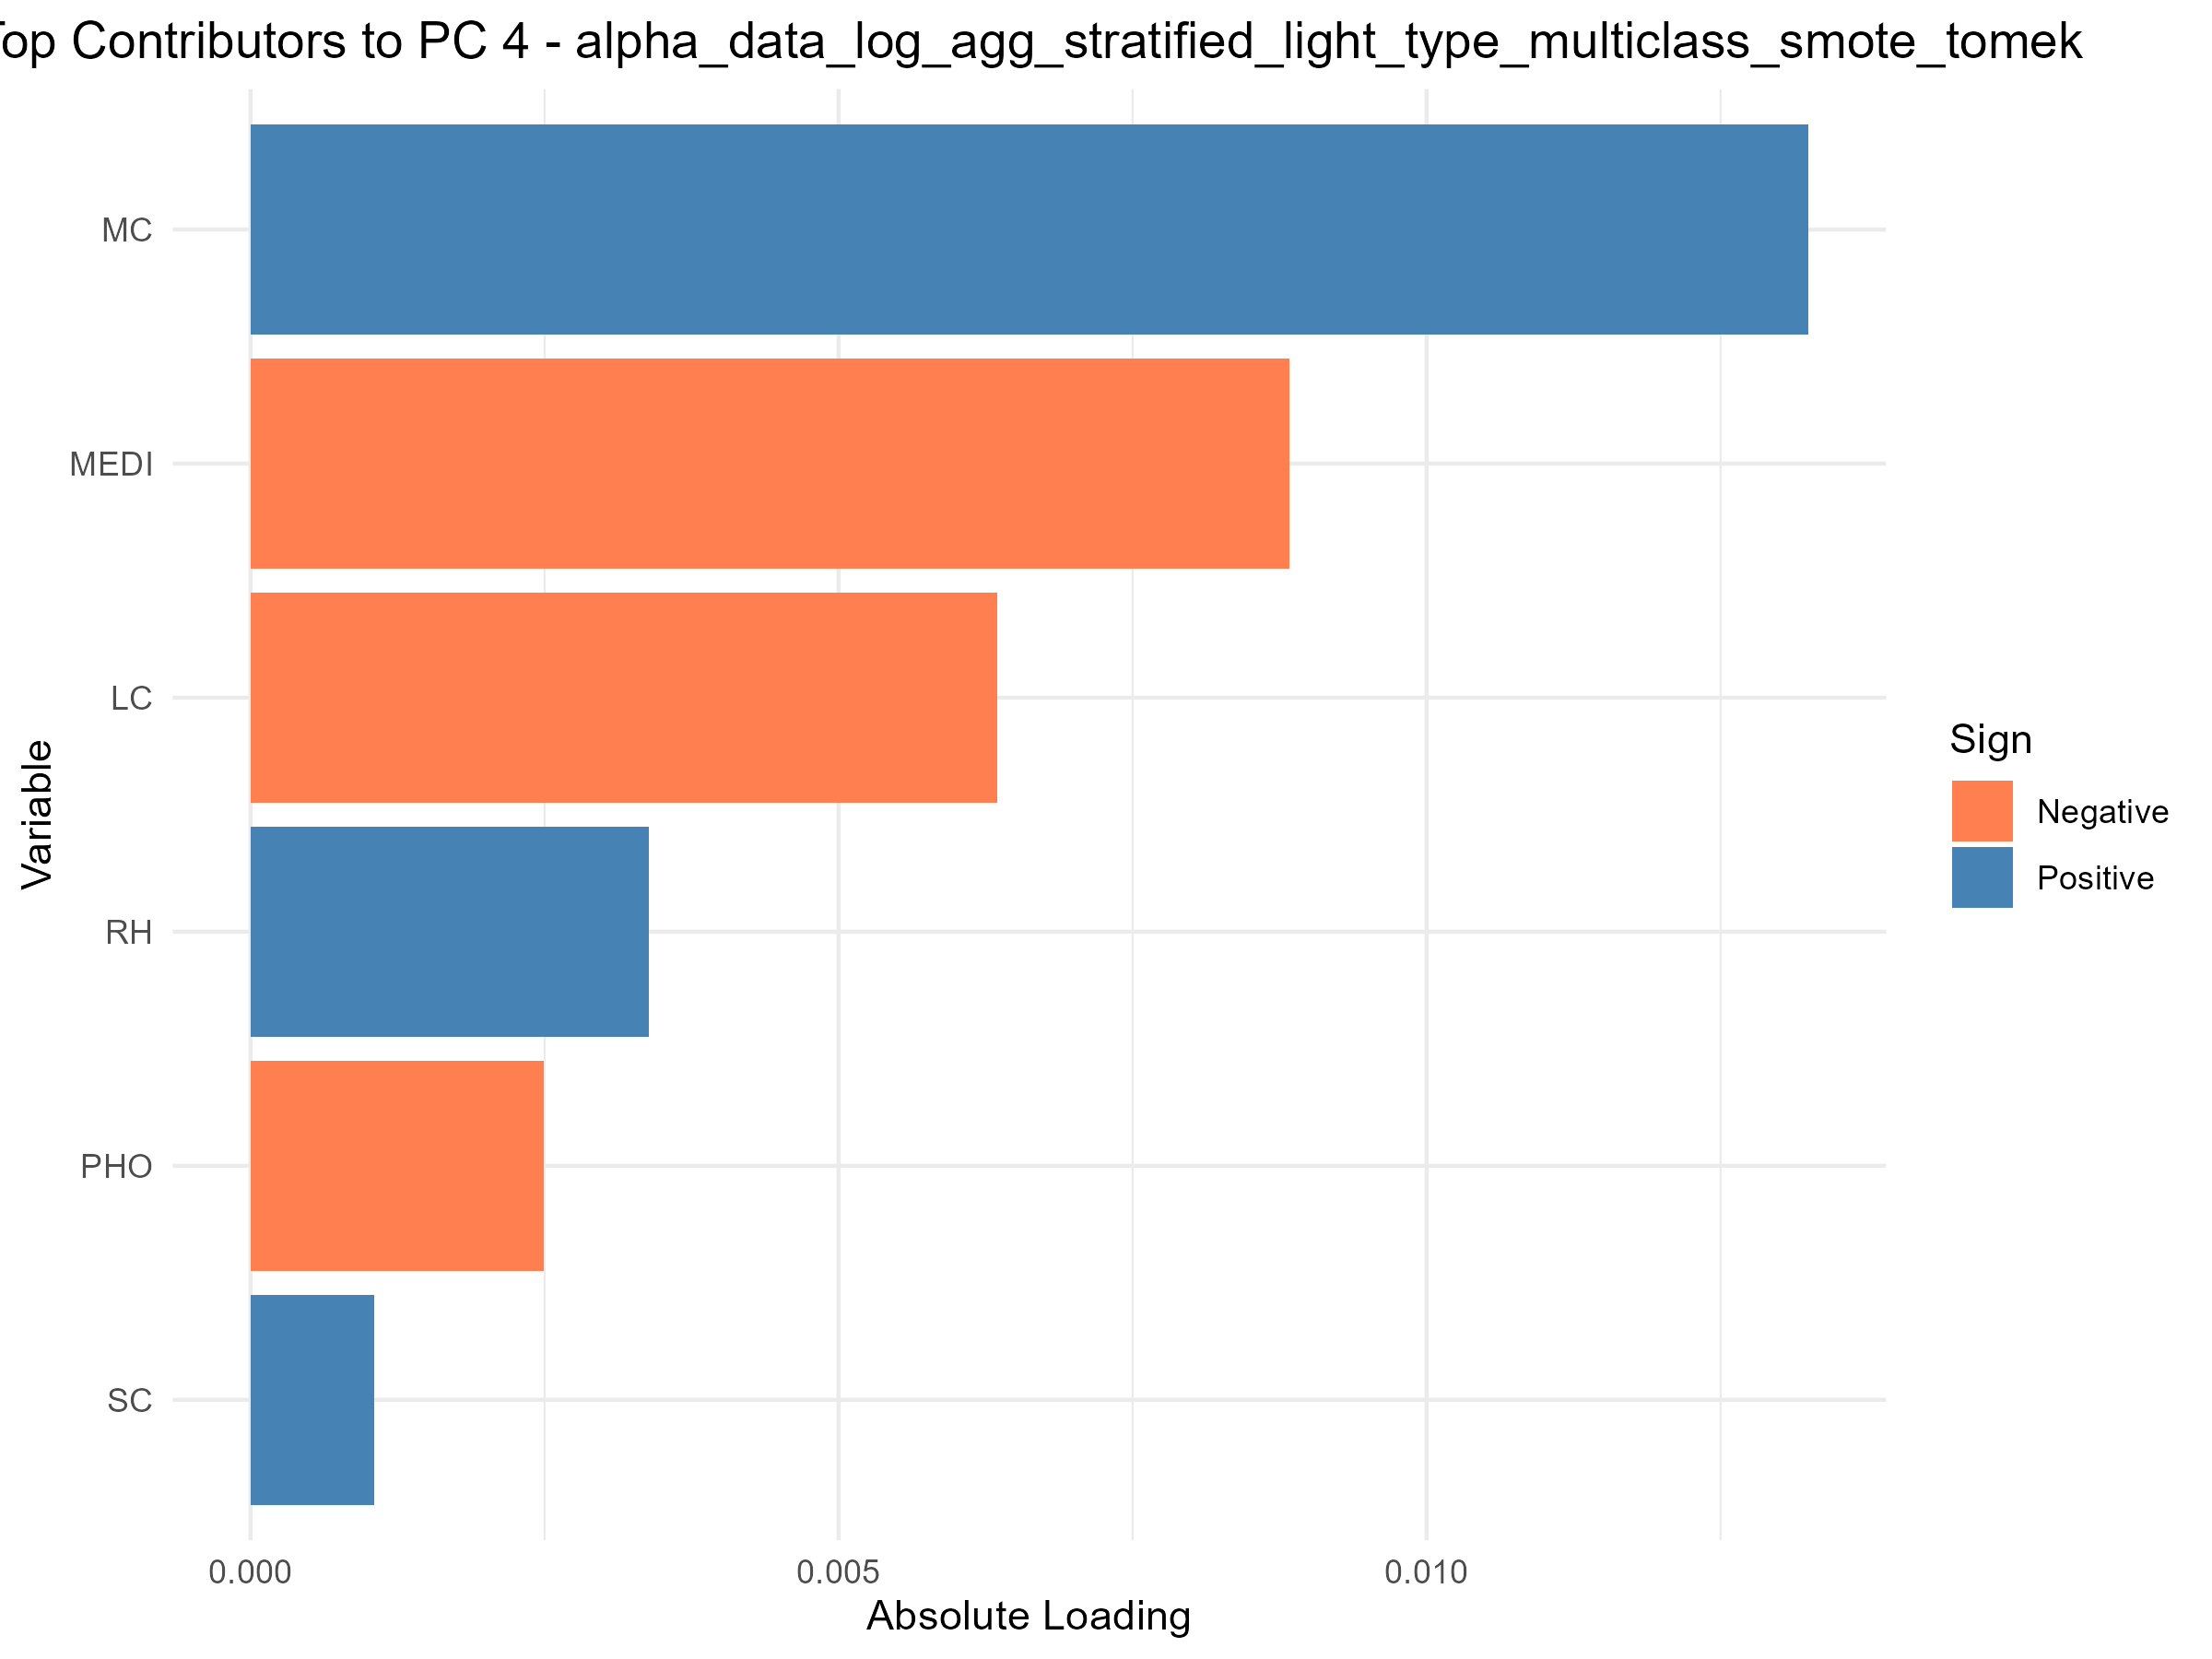 Top Contributors to PC 4 - alpha_data_log_agg_stratified_light_type_multiclass_smote_tomek
MC
MEDI
LC
RH
PHO
SC
Variable
0.000 0.005 0.010
Absolute Loading
Sign
Negative
Positive